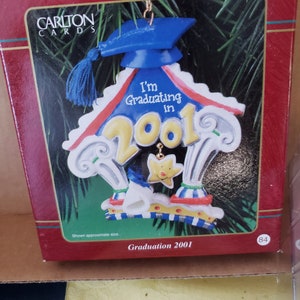 CARLTON
CARDS
I'm
Graduating
in
2001
Shown approximate size.
Graduation 2001
84